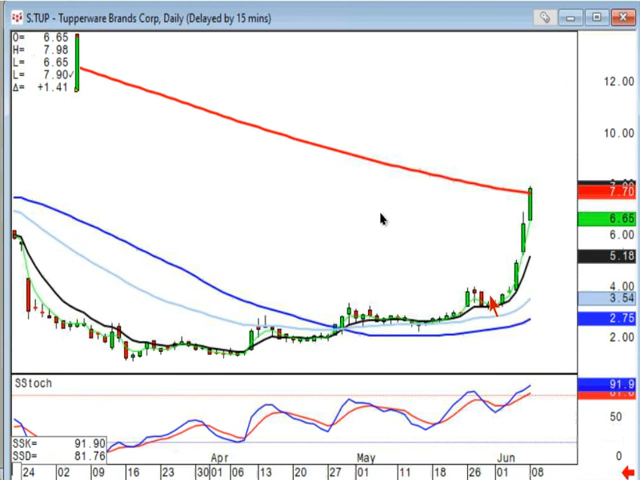 S.TUP - Tupperware Brands Corp, Daily (Delayed by 15 mins)
O= 6.65
H= 7.98
L= 6.65
L= 7.90√
Δ= +1.41
12.00
10.00
7.70
6.65
6.00
5.18
4.00
3.54
2.75
2.00
SStoch
91.9
50
0
SSK= 91.90
SSD= 81.76
Apr May Jun
24 02 09 16 23 30 01 06 13 20 27 01 11 18 26 01 08